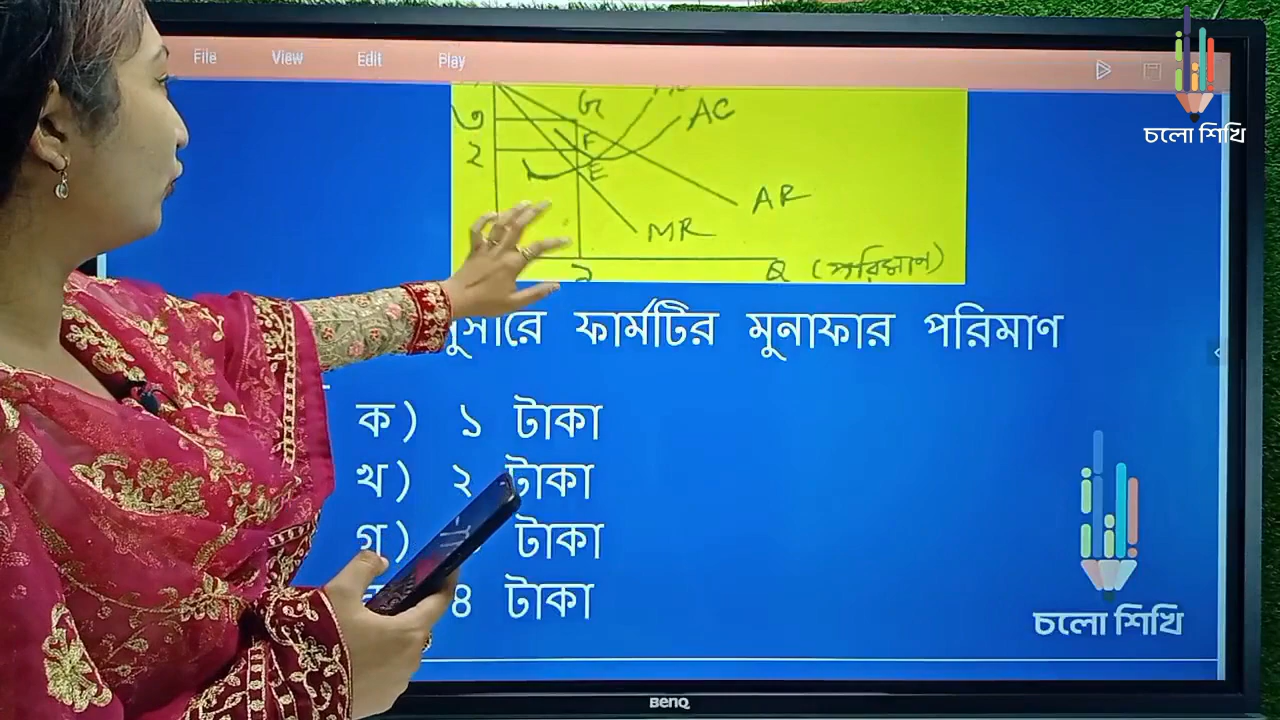 File View Edit Play
চলো শিখি
৩ G
২ F AC
E
AR
MR
Q (পরিমাণ)
ফার্মটির মুনাফার পরিমাণ
ক) ১ টাকা
খ) ২ টাকা
গ) টাকা
৪ টাকা
চলো শিখি
BenQ